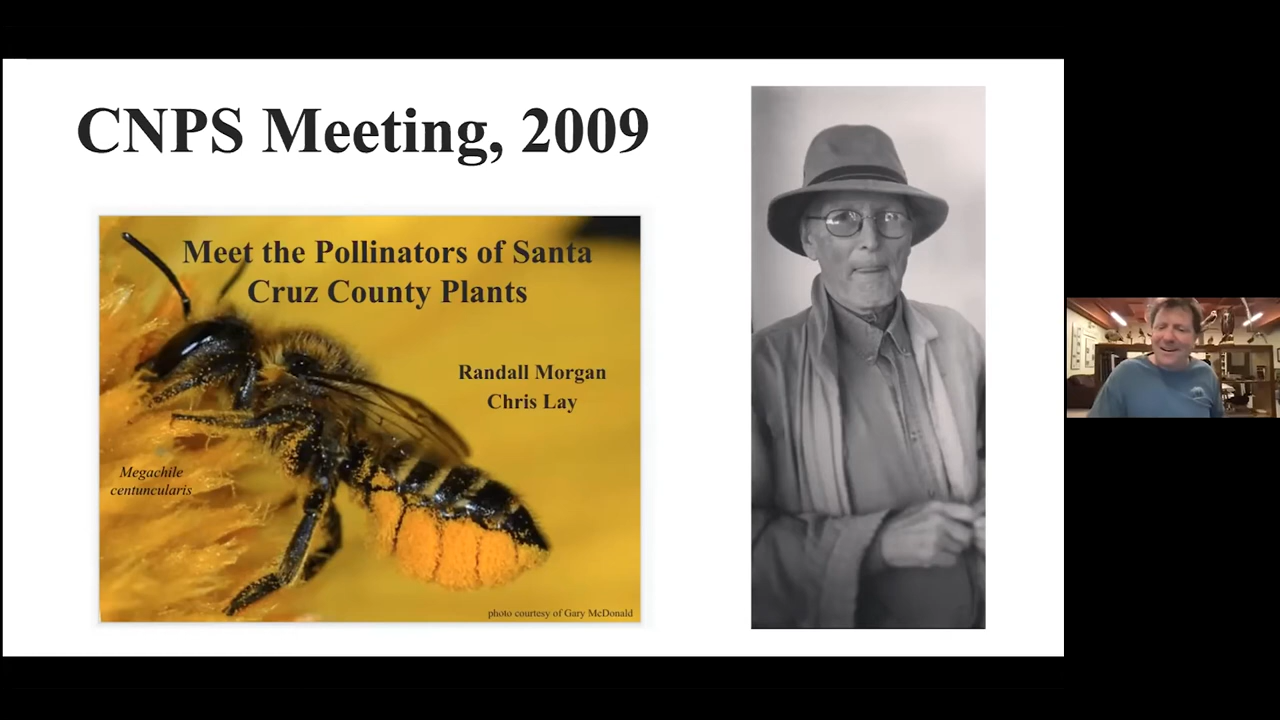 CNPS Meeting, 2009
Meet the Pollinators of Santa
Cruz County Plants
Randall Morgan
Chris Lay
Megachile
centuncularis
photo courtesy of Gary McDonald